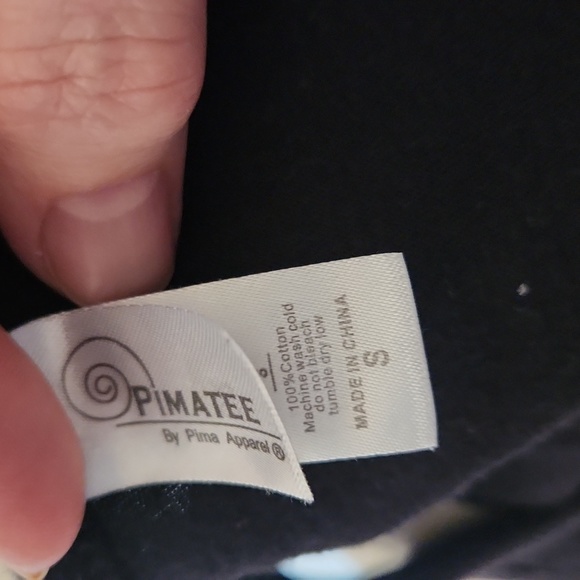 PIMATEE
By Pima Apparel®
100%Cotton
Machine wash cold
do not bleach
tumble dry low
MADE IN CHINA
S